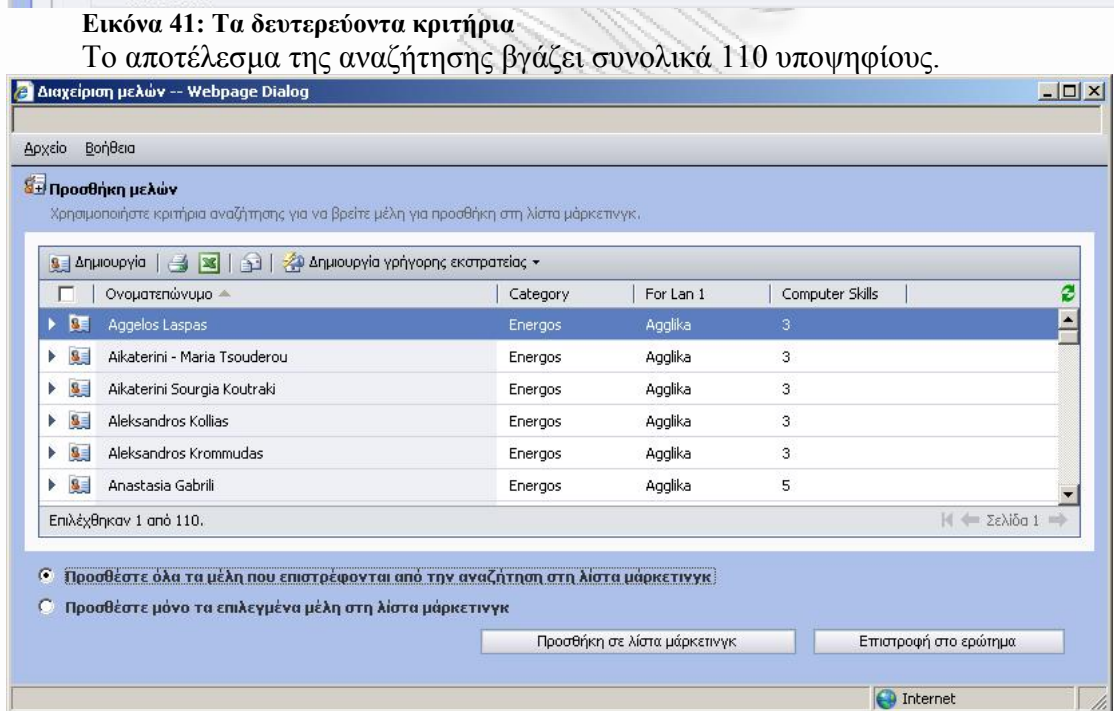 Εικόνα 41: Τα δευτερεύοντα κριτήρια
Το αποτέλεσμα της αναζήτησης βγάζει συνολικά 110 υποψηφίους.
Διαχείριση μελών -- Webpage Dialog
Αρχείο Βοήθεια
Προσθήκη μελών
Χρησιμοποιήστε κριτήρια αναζήτησης για να βρείτε μέλη για προσθήκη στη λίστα μάρκετινγκ.
Δημιουργία Δημιουργία γρήγορης εκστρατείας
Ονοματεπώνυμο Category For Lan 1 Computer Skills
Aggelos Laspas Energos Agglika 3
Aikaterini - Maria Tsouderou Energos Agglika 3
Aikaterini Sourgia Koutraki Energos Agglika 3
Aleksandros Kollias Energos Agglika 3
Aleksandros Krommudas Energos Agglika 3
Anastasia Gabrili Energos Agglika 5
Επιλέχθηκαν 1 από 110. Σελίδα 1
Προσθέστε όλα τα μέλη που επιστρέφονται από την αναζήτηση στη λίστα μάρκετινγκ
Προσθέστε μόνο τα επιλεγμένα μέλη στη λίστα μάρκετινγκ
Προσθήκη σε λίστα μάρκετινγκ Επιστροφή στο ερώτημα
Internet